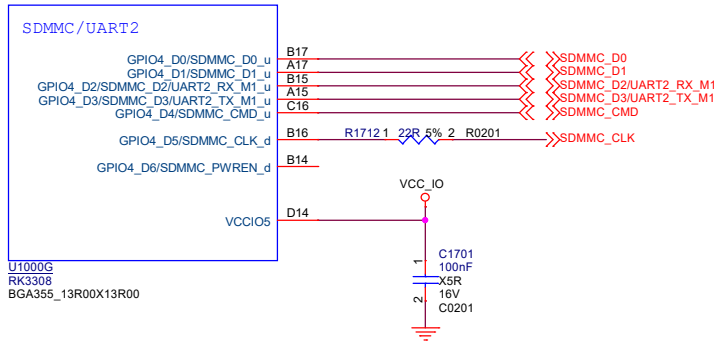 SDMMC/UART2
GPIO4_D0/SDMMC_D0_u B17 SDMMC_D0
GPIO4_D1/SDMMC_D1_u A17 SDMMC_D1
GPIO4_D2/SDMMC_D2/UART2_RX_M1_u B15 SDMMC_D2/UART2_RX_M1
GPIO4_D3/SDMMC_D3/UART2_TX_M1_u A15 SDMMC_D3/UART2_TX_M1
GPIO4_D4/SDMMC_CMD_u C16 SDMMC_CMD
GPIO4_D5/SDMMC_CLK_d B16 R1712 1 22R 5% 2 R0201 SDMMC_CLK
GPIO4_D6/SDMMC_PWREN_d B14
VCC_IO
VCCIO5 D14
1 C1701
100nF
X5R
2 16V
C0201
U1000G
RK3308
BGA355_13R00X13R00